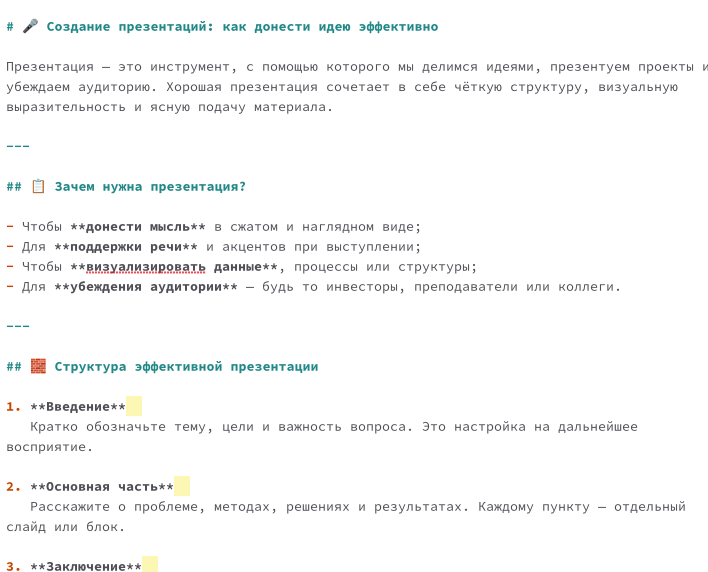 # 🎤 Создание презентаций: как донести идею эффективно
Презентация — это инструмент, с помощью которого мы делимся идеями, презентуем проекты и
убеждаем аудиторию. Хорошая презентация сочетает в себе чёткую структуру, визуальную
выразительность и ясную подачу материала.
---
## 📋 Зачем нужна презентация?
- Чтобы **донести мысль** в сжатом и наглядном виде;
- Для **поддержки речи** и акцентов при выступлении;
- Чтобы **визуализировать данные**, процессы или структуры;
- Для **убеждения аудитории** — будь то инвесторы, преподаватели или коллеги.
---
## 🧱 Структура эффективной презентации
1. **Введение**
Кратко обозначьте тему, цели и важность вопроса. Это настройка на дальнейшее
восприятие.
2. **Основная часть**
Расскажите о проблеме, методах, решениях и результатах. Каждому пункту — отдельный
слайд или блок.
3. **Заключение**